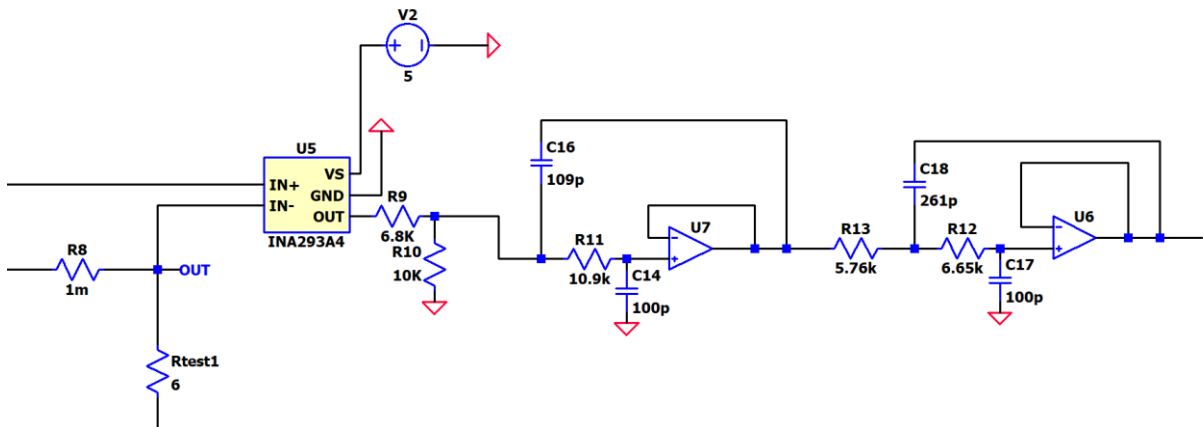 V2
5
U5
VS
IN+
GND
IN-
OUT
INA293A4
R9
6.8K
R10
10K
R8
1m
OUT
Rtest1
6
C16
109p
R11
10.9k
C14
100p
U7
R13
5.76k
C18
261p
R12
6.65k
C17
100p
U6